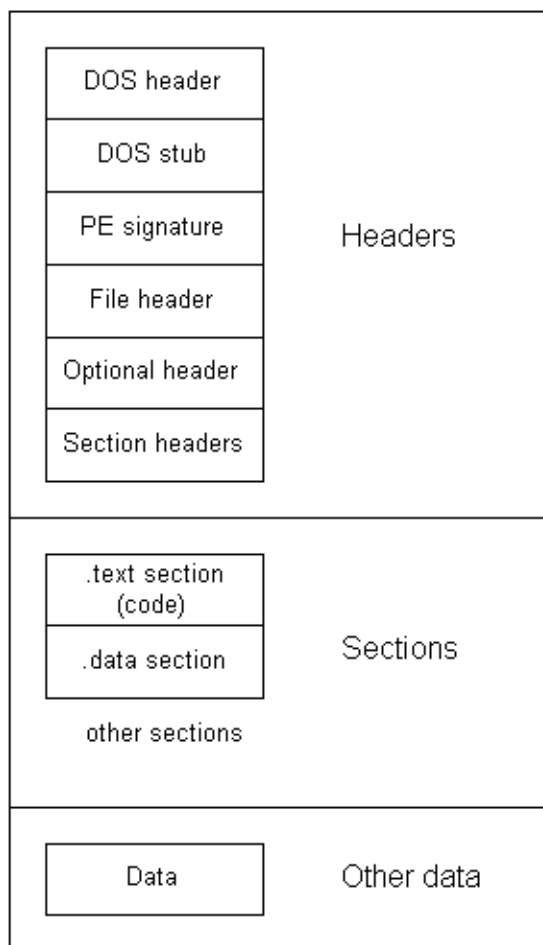 DOS header
DOS stub
PE signature
File header
Optional header
Section headers
Headers
.text section
(code)
.data section
other sections
Sections
Data
Other data